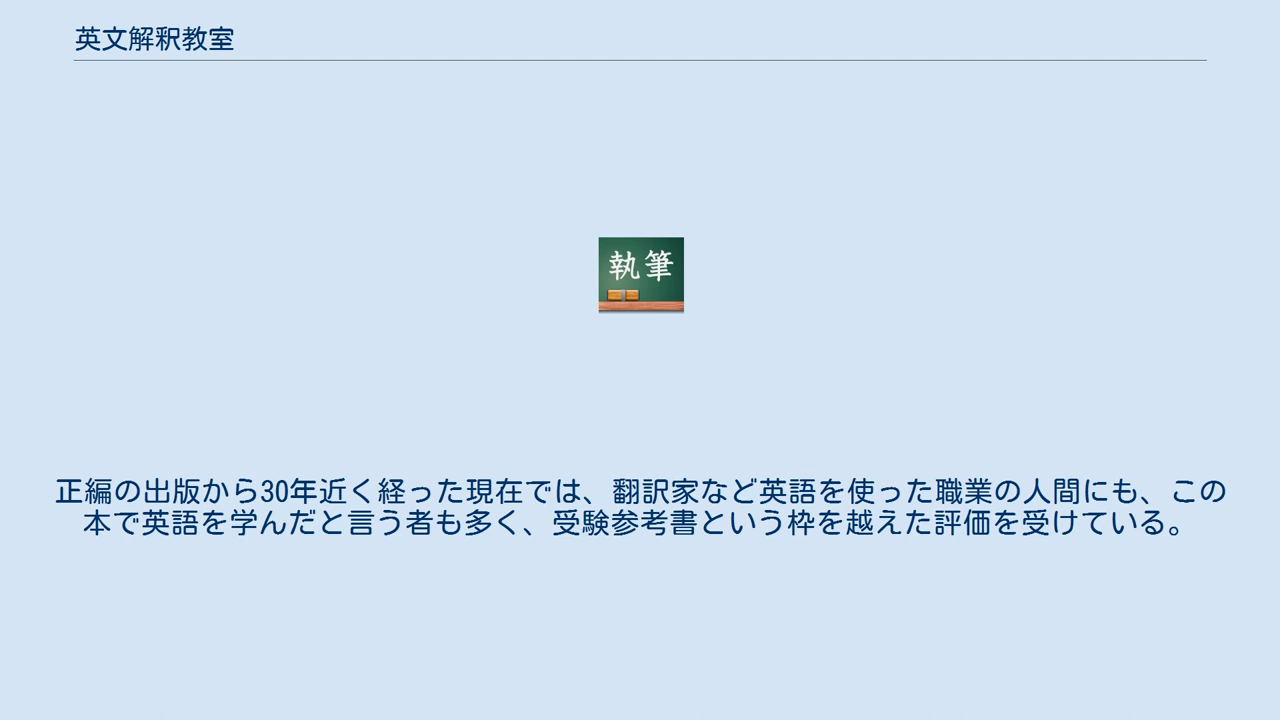 英文解釈教室
執筆
正編の出版から30年近く経った現在では、翻訳家など英語を使った職業の人間にも、この
本で英語を学んだと言う者も多く、受験参考書という枠を越えた評価を受けている。